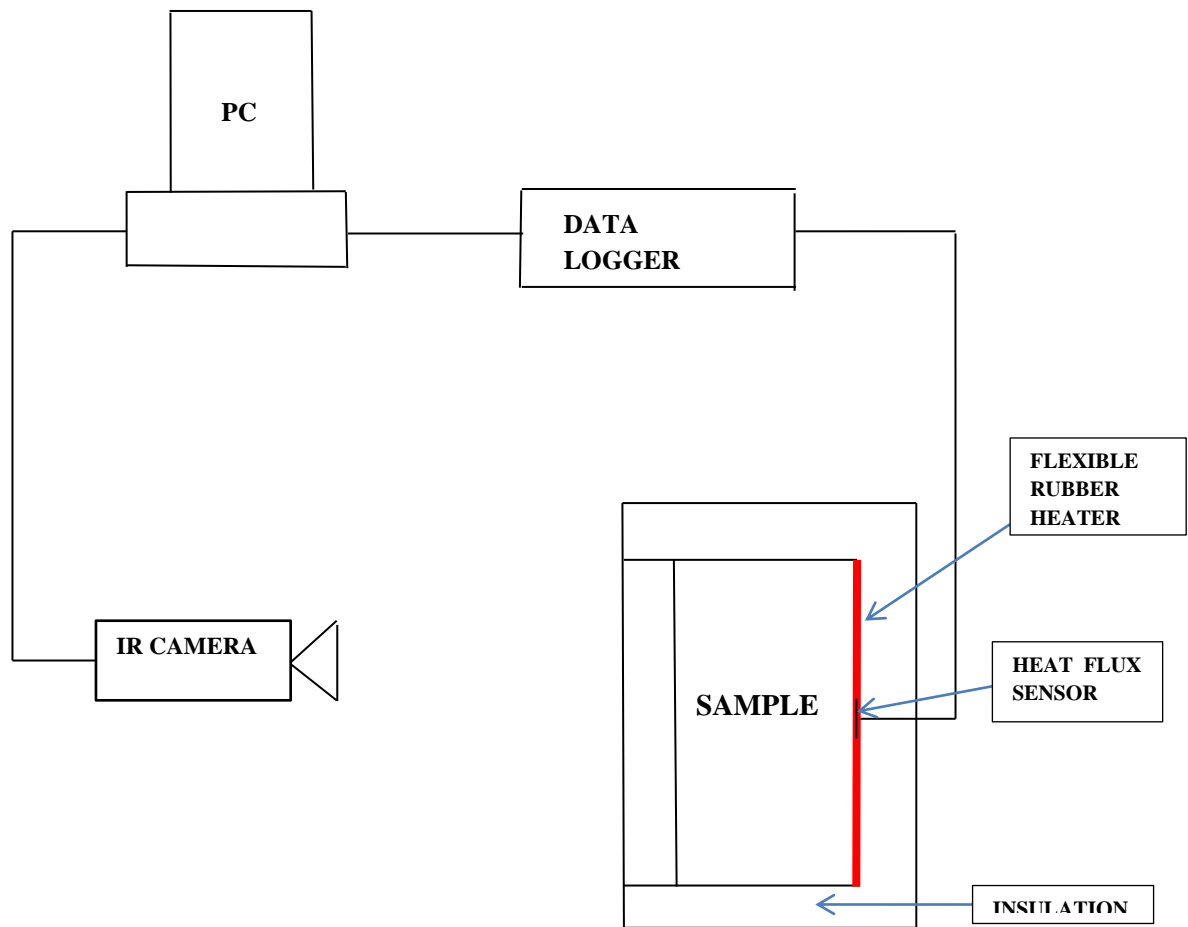 PC
DATA
LOGGER
FLEXIBLE
RUBBER
HEATER
IR CAMERA
HEAT FLUX
SENSOR
SAMPLE
INSULATION